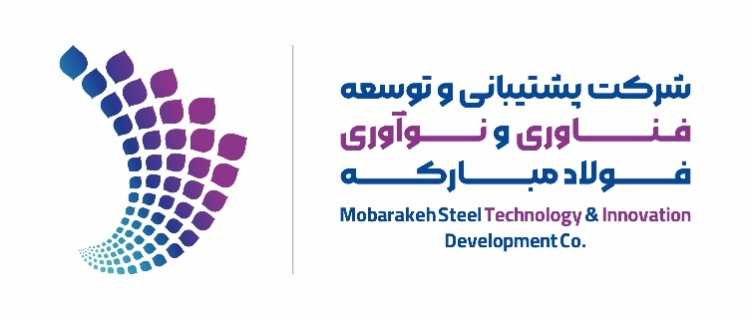 شرکت پشتیبانی و توسعه
فناوری و نوآوری
فولاد مبارکه
Mobarakeh Steel Technology & Innovation
Development Co.